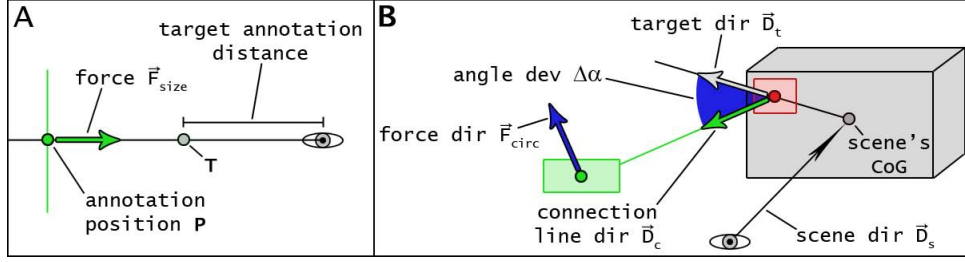 A
target annotation
distance
force F⃗size
T
annotation
position P
B
target dir D⃗t
angle dev Δα
force dir F⃗circ
scene's
CoG
connection
line dir D⃗c
scene dir D⃗s